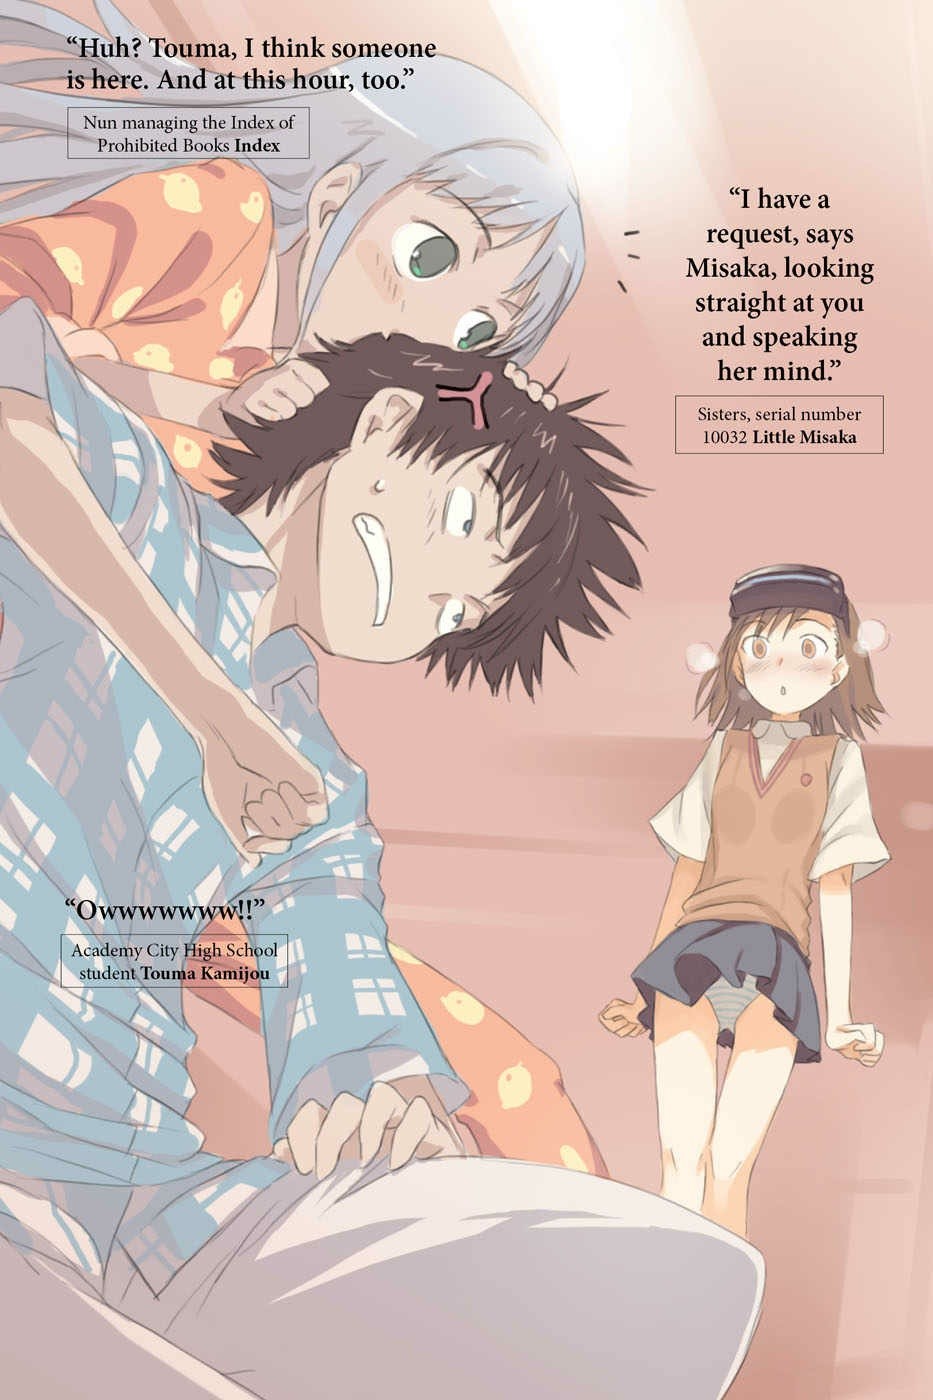 “Huh? Touma, I think someone
is here. And at this hour, too.”
Nun managing the Index of
Prohibited Books Index
“I have a
request, says
Misaka, looking
straight at you
and speaking
her mind.”
Sisters, serial number
10032 Little Misaka
“Owwwwwww!!”
Academy City High School
student Touma Kamijou